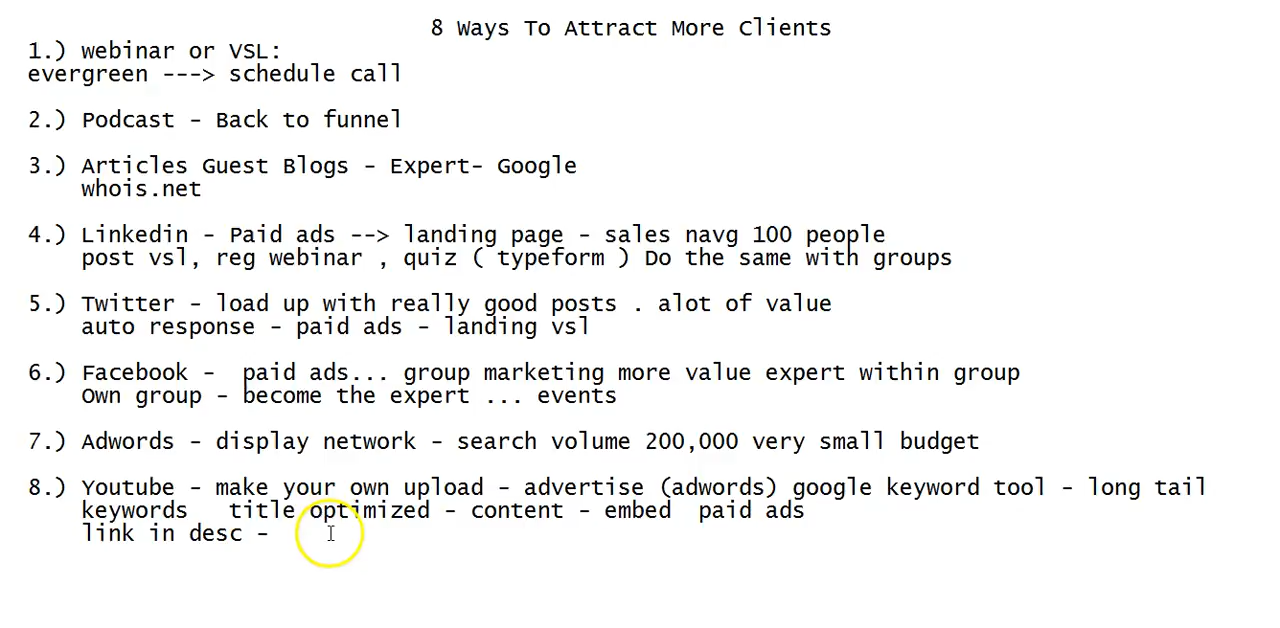 8 Ways To Attract More Clients
1.) webinar or VSL:
evergreen ---> schedule call
2.) Podcast - Back to funnel
3.) Articles Guest Blogs - Expert- Google
whois.net
4.) Linkedin - Paid ads --> landing page - sales navg 100 people
post vsl, reg webinar , quiz ( typeform ) Do the same with groups
5.) Twitter - load up with really good posts . alot of value
auto response - paid ads - landing vsl
6.) Facebook -  paid ads... group marketing more value expert within group
Own group - become the expert ... events
7.) Adwords - display network - search volume 200,000 very small budget
8.) Youtube - make your own upload - advertise (adwords) google keyword tool - long tail
keywords   title optimized - content - embed  paid ads
link in desc -